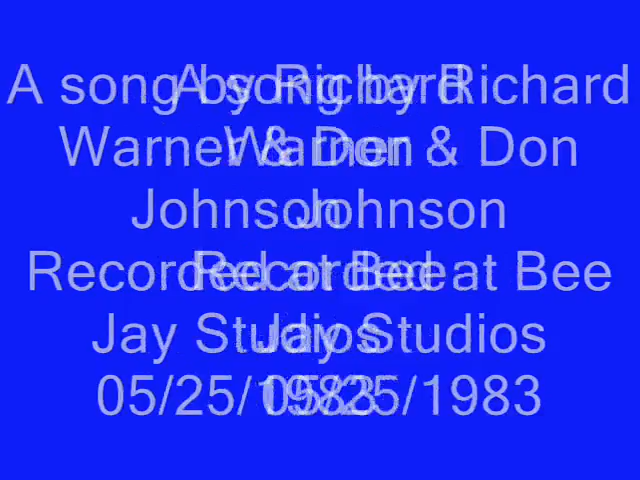 A song by Richard
Warner & Don
Johnson
Recorded at Bee
Jay Studios
05/25/1983